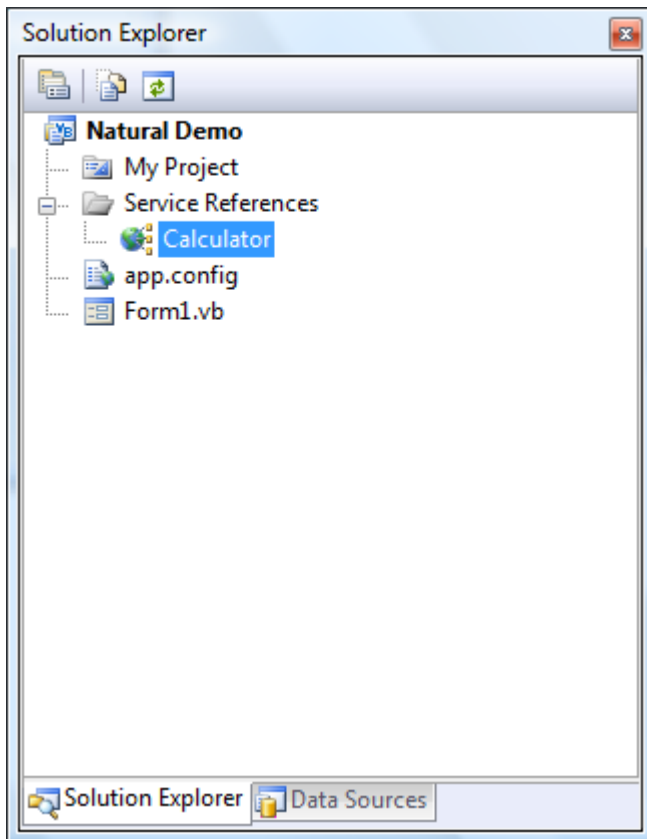 Solution Explorer
Natural Demo
My Project
Service References
Calculator
app.config
Form1.vb
Solution Explorer
Data Sources